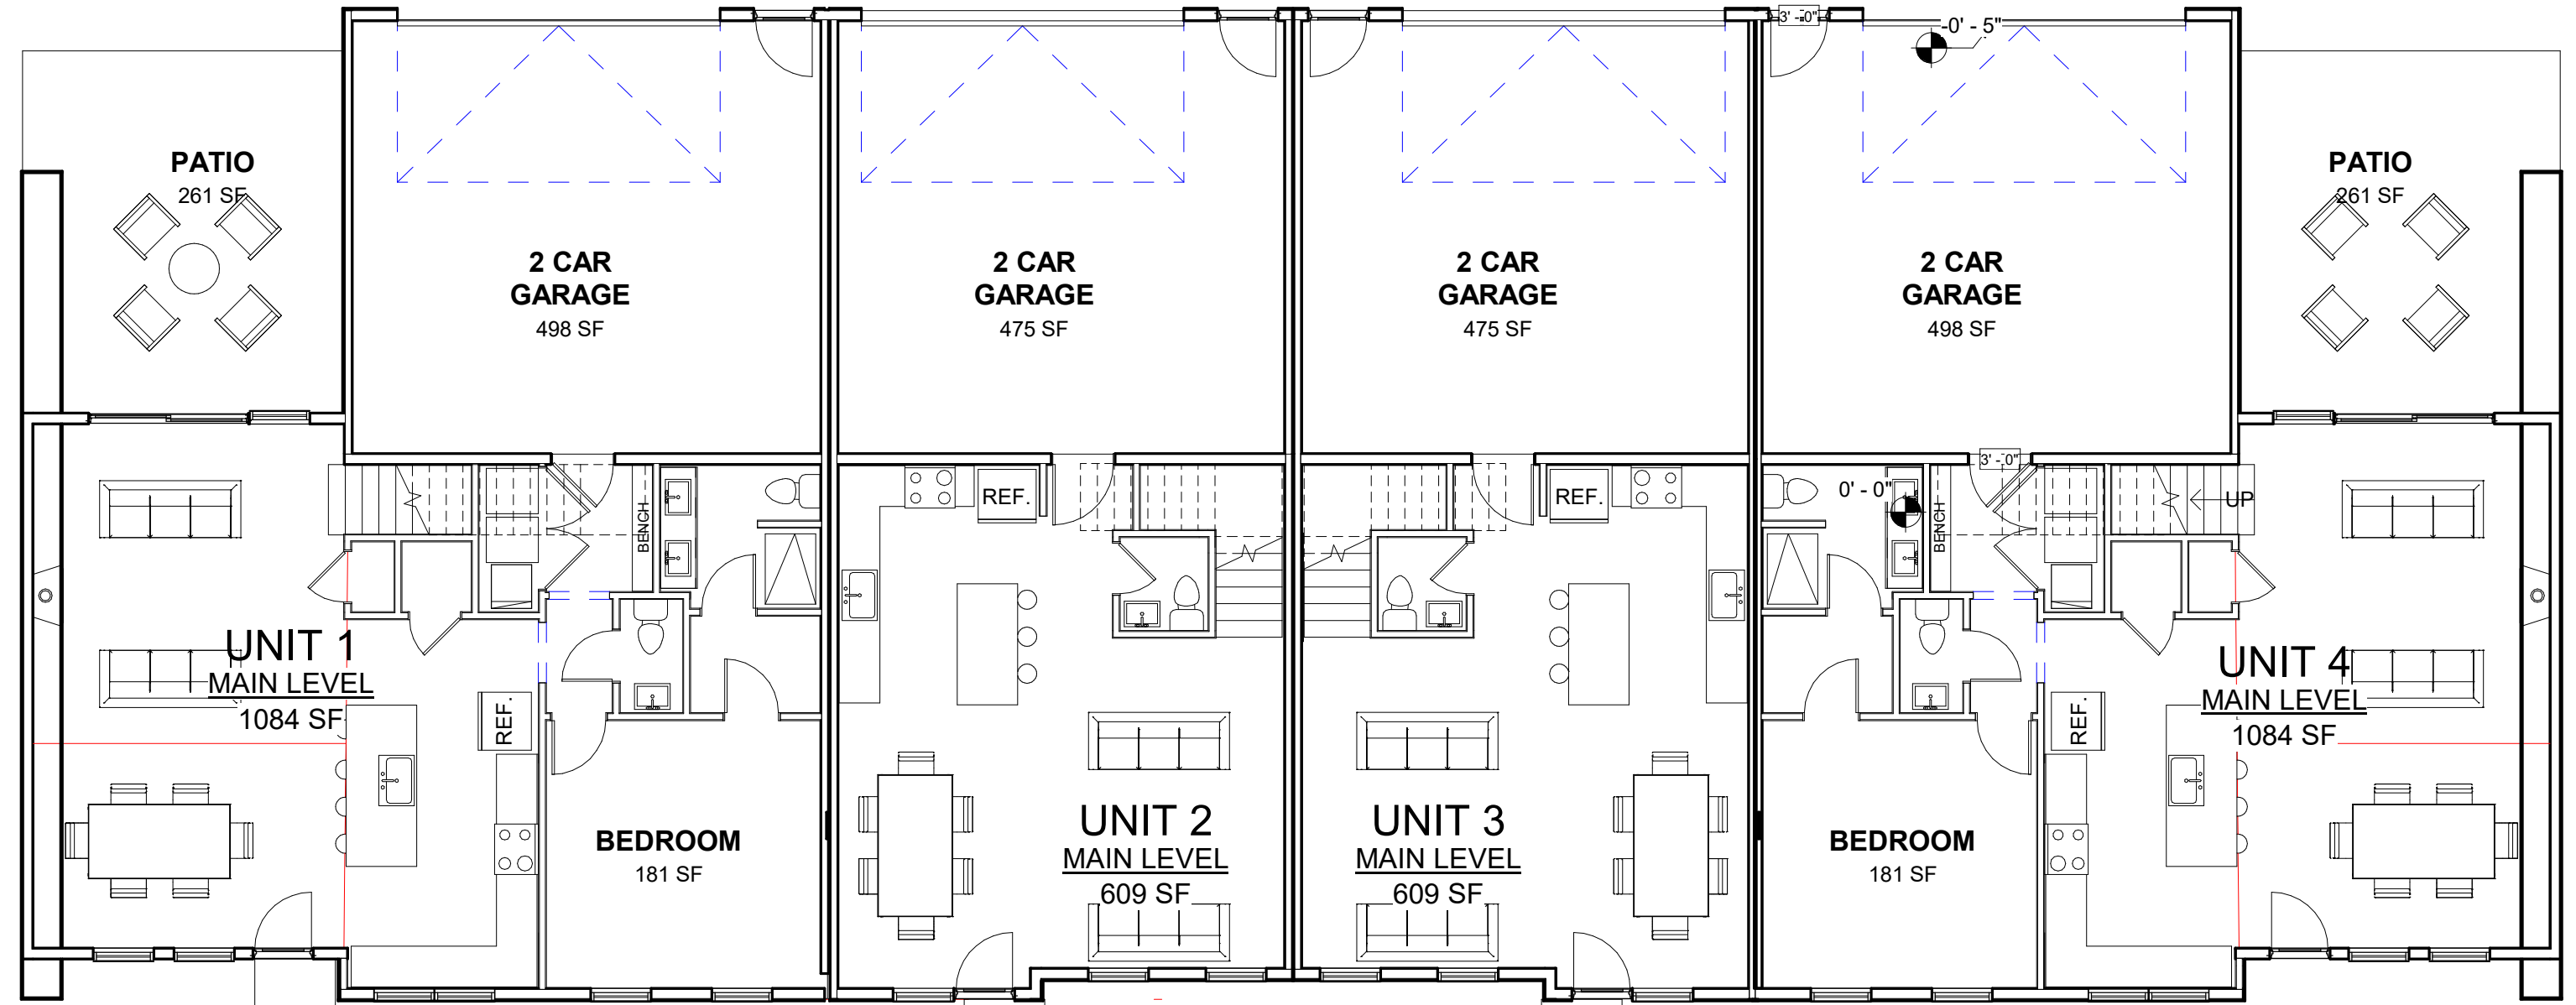 3' - 0"
-0' - 5"
PATIO
261 SF
2 CAR
GARAGE
498 SF
2 CAR
GARAGE
475 SF
2 CAR
GARAGE
475 SF
2 CAR
GARAGE
498 SF
PATIO
261 SF
3' - 0"
REF.
REF.
0' - 0"
UP
BENCH
BENCH
UNIT 1
MAIN LEVEL
1084 SF
REF.
BEDROOM
181 SF
UNIT 2
MAIN LEVEL
609 SF
UNIT 3
MAIN LEVEL
609 SF
BEDROOM
181 SF
REF.
UNIT 4
MAIN LEVEL
1084 SF